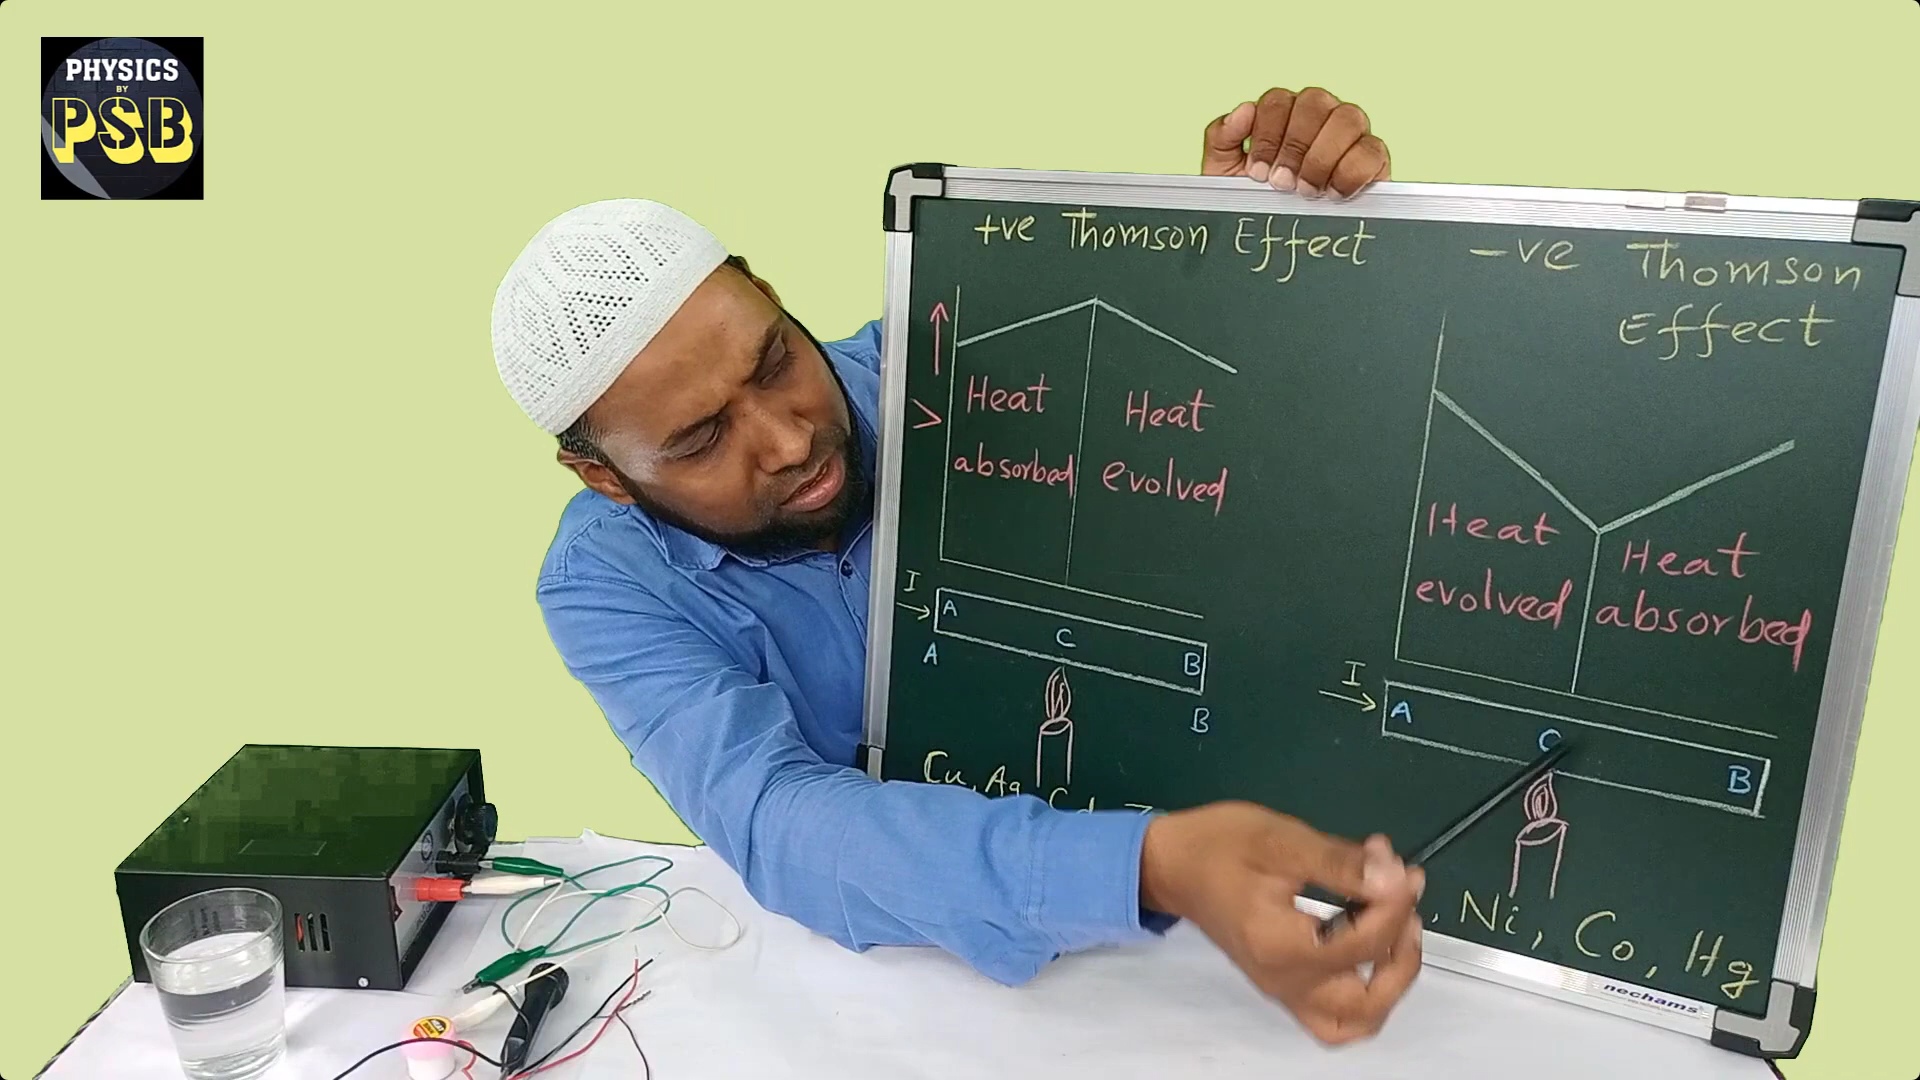 PHYSICS
BY
PSB
+ve Thomson Effect
Heat
absorbed
Heat
evolved
V
I
A
C
B
A
B
Cu, Ag, Cd,
-ve Thomson
Effect
Heat
evolved
Heat
absorbed
I
A
C
B
, Ni, Co, Hg
nechams